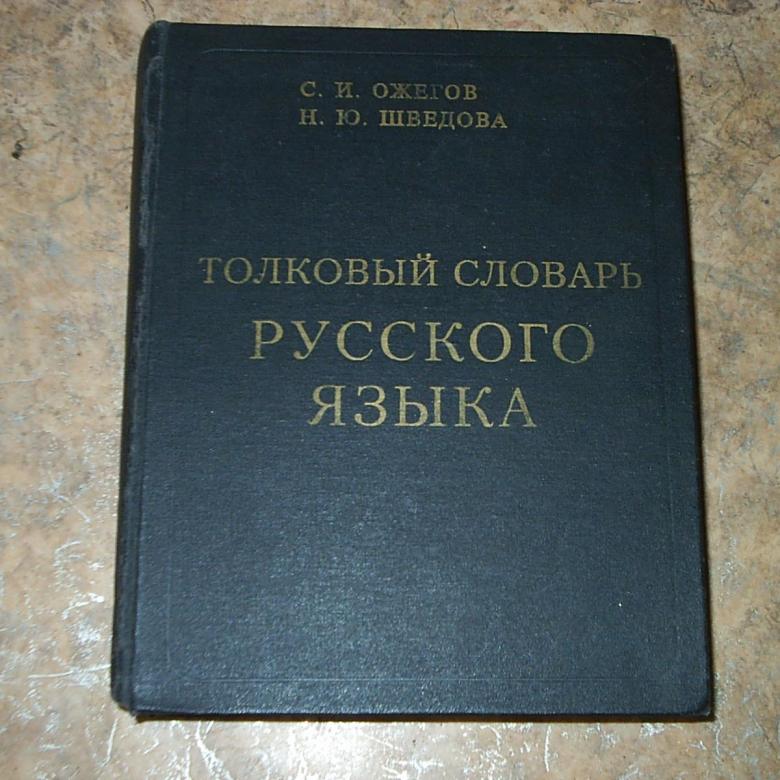 С. И. ОЖЕГОВ
Н. Ю. ШВЕДОВА
ТОЛКОВЫЙ СЛОВАРЬ
РУССКОГО
ЯЗЫКА